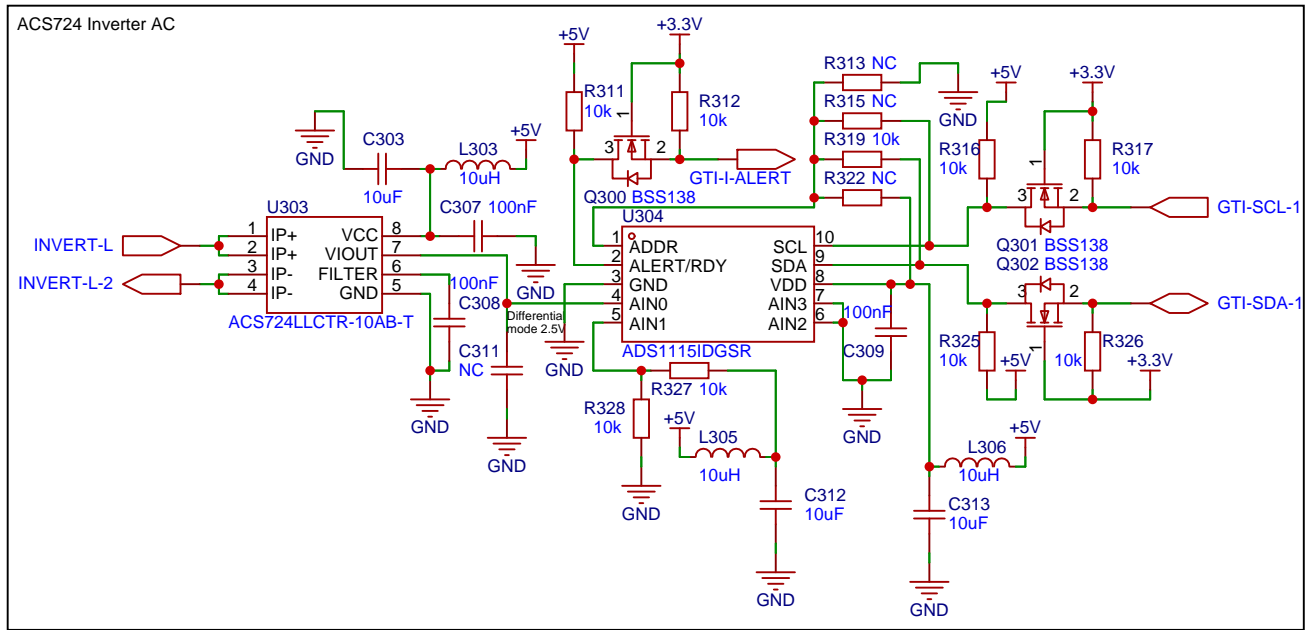 ACS724 Inverter AC
+5V
+3.3V
R311
10k
R312
10k
1
3
2
Q300 BSS138
GTI-I-ALERT
R313 NC
R315 NC
10k
R319
R322 NC
GND
+5V
+3.3V
R316
10k
R317
10k
1
3
2
Q301 BSS138
GTI-SCL-1
GND
C303
10uF
L303
10uH
+5V
C307 100nF
GND
INVERT-L
INVERT-L-2
U303
1 IP+
2 IP+
3 IP-
4 IP-
VCC 8
VIOUT 7
FILTER 6
GND 5
ACS724LLCTR-10AB-T
100nF
C308
GND
C311
NC
GND
Differential
mode 2.5V
GND
U304
1 ADDR
2 ALERT/RDY
3 GND
4 AIN0
5 AIN1
SCL 10
SDA 9
VDD 8
AIN3 7
AIN2 6
ADS1115IDGSR
100nF
C309
GND
Q302 BSS138
3
2
1
GTI-SDA-1
R325
10k
+5V
R326
10k
+3.3V
R327 10k
R328
10k
GND
+5V
L305
10uH
C312
10uF
GND
+5V
L306
10uH
C313
10uF
GND